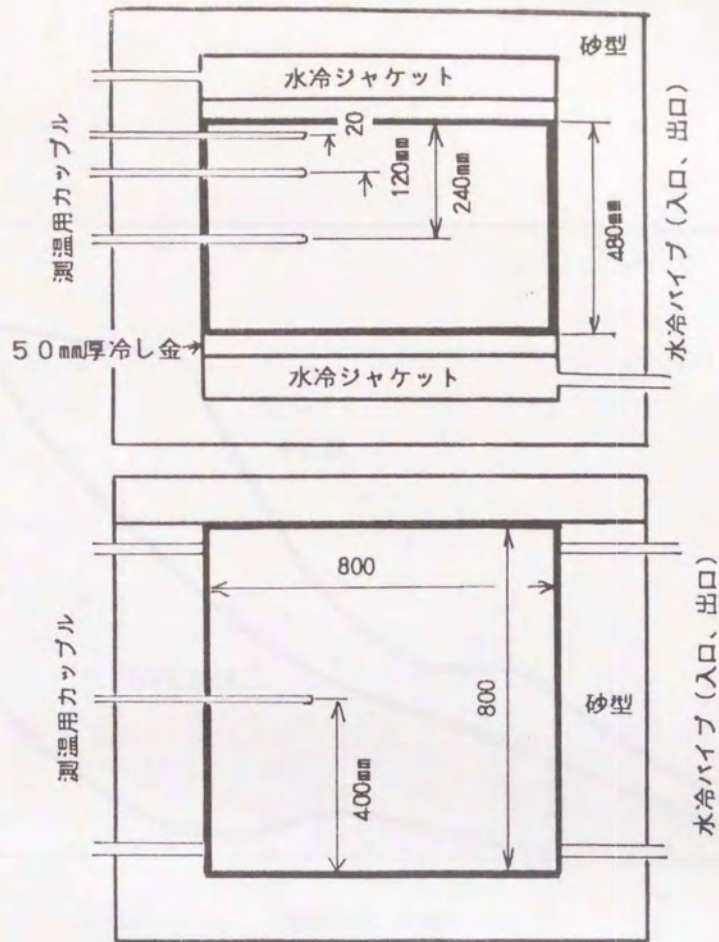 砂型
水冷ジャケット
20
120㎜
240㎜
480㎜
測温用カップル
水冷パイプ(入口、出口)
50㎜厚冷し金→
水冷ジャケット
800
800
400㎜
測温用カップル
砂型
水冷パイプ(入口、出口)